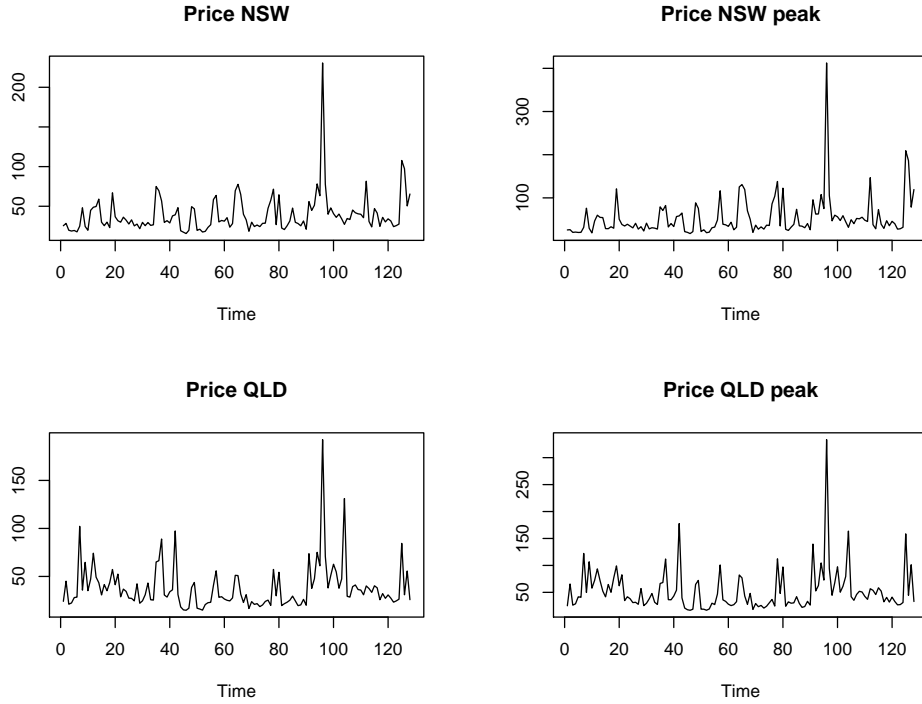 Price NSW
50 100 200
0 20 40 60 80 100 120
Time
Price NSW peak
100 300
0 20 40 60 80 100 120
Time
Price QLD
50 100 150
0 20 40 60 80 100 120
Time
Price QLD peak
50 150 250
0 20 40 60 80 100 120
Time